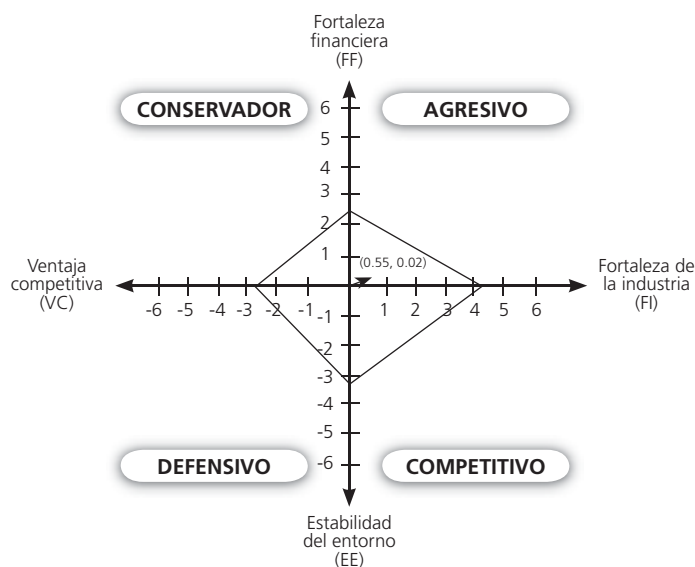 Fortaleza
financiera
(FF)
CONSERVADOR
AGRESIVO
6
5
4
3
2
1
(0.55, 0.02)
Ventaja
competitiva
(VC)
Fortaleza de
la industria
(FI)
-6 -5 -4 -3 -2 -1 1 2 3 4 5 6
-1
-2
-3
-4
-5
-6
DEFENSIVO
COMPETITIVO
Estabilidad
del entorno
(EE)